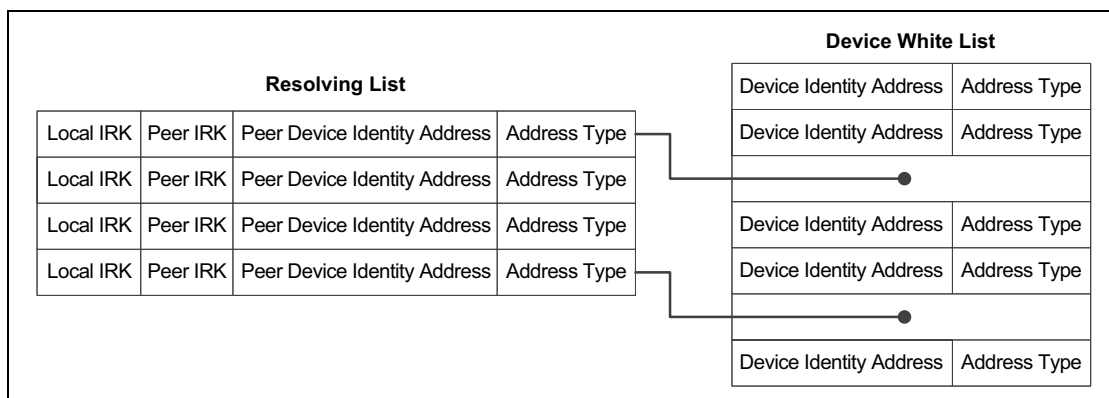 Device White List
Resolving List
Device Identity Address Address Type
Device Identity Address Address Type
Local IRK Peer IRK Peer Device Identity Address Address Type
Local IRK Peer IRK Peer Device Identity Address Address Type
Local IRK Peer IRK Peer Device Identity Address Address Type
Local IRK Peer IRK Peer Device Identity Address Address Type
Device Identity Address Address Type
Device Identity Address Address Type
Device Identity Address Address Type